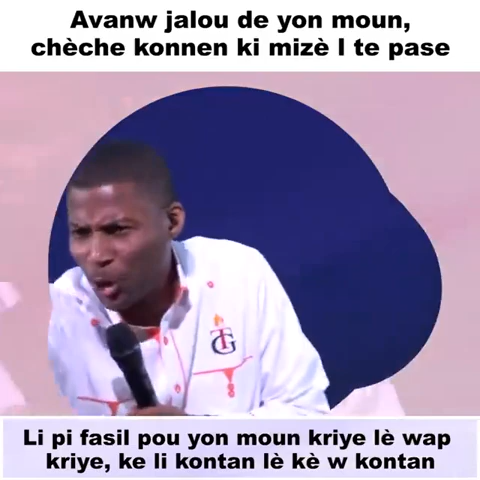 Avanw jalou de yon moun,
chèche konnen ki mizè l te pase
TG
Li pi fasil pou yon moun kriye lè wap
kriye, ke li kontan lè kè w kontan